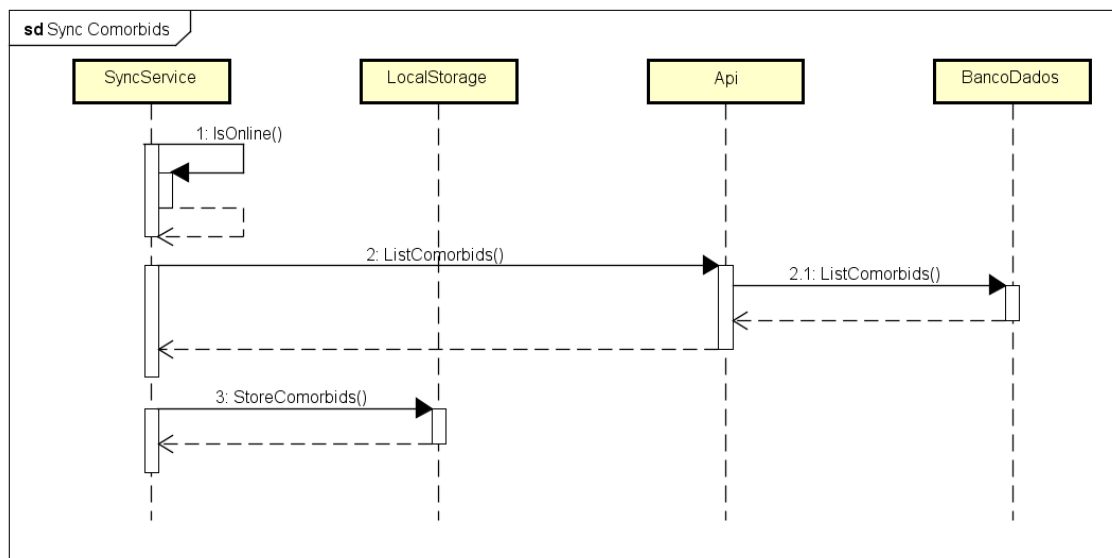 sd Sync Comorbids
SyncService
LocalStorage
Api
BancoDados
1: IsOnline()
2: ListComorbids()
2.1: ListComorbids()
3: StoreComorbids()